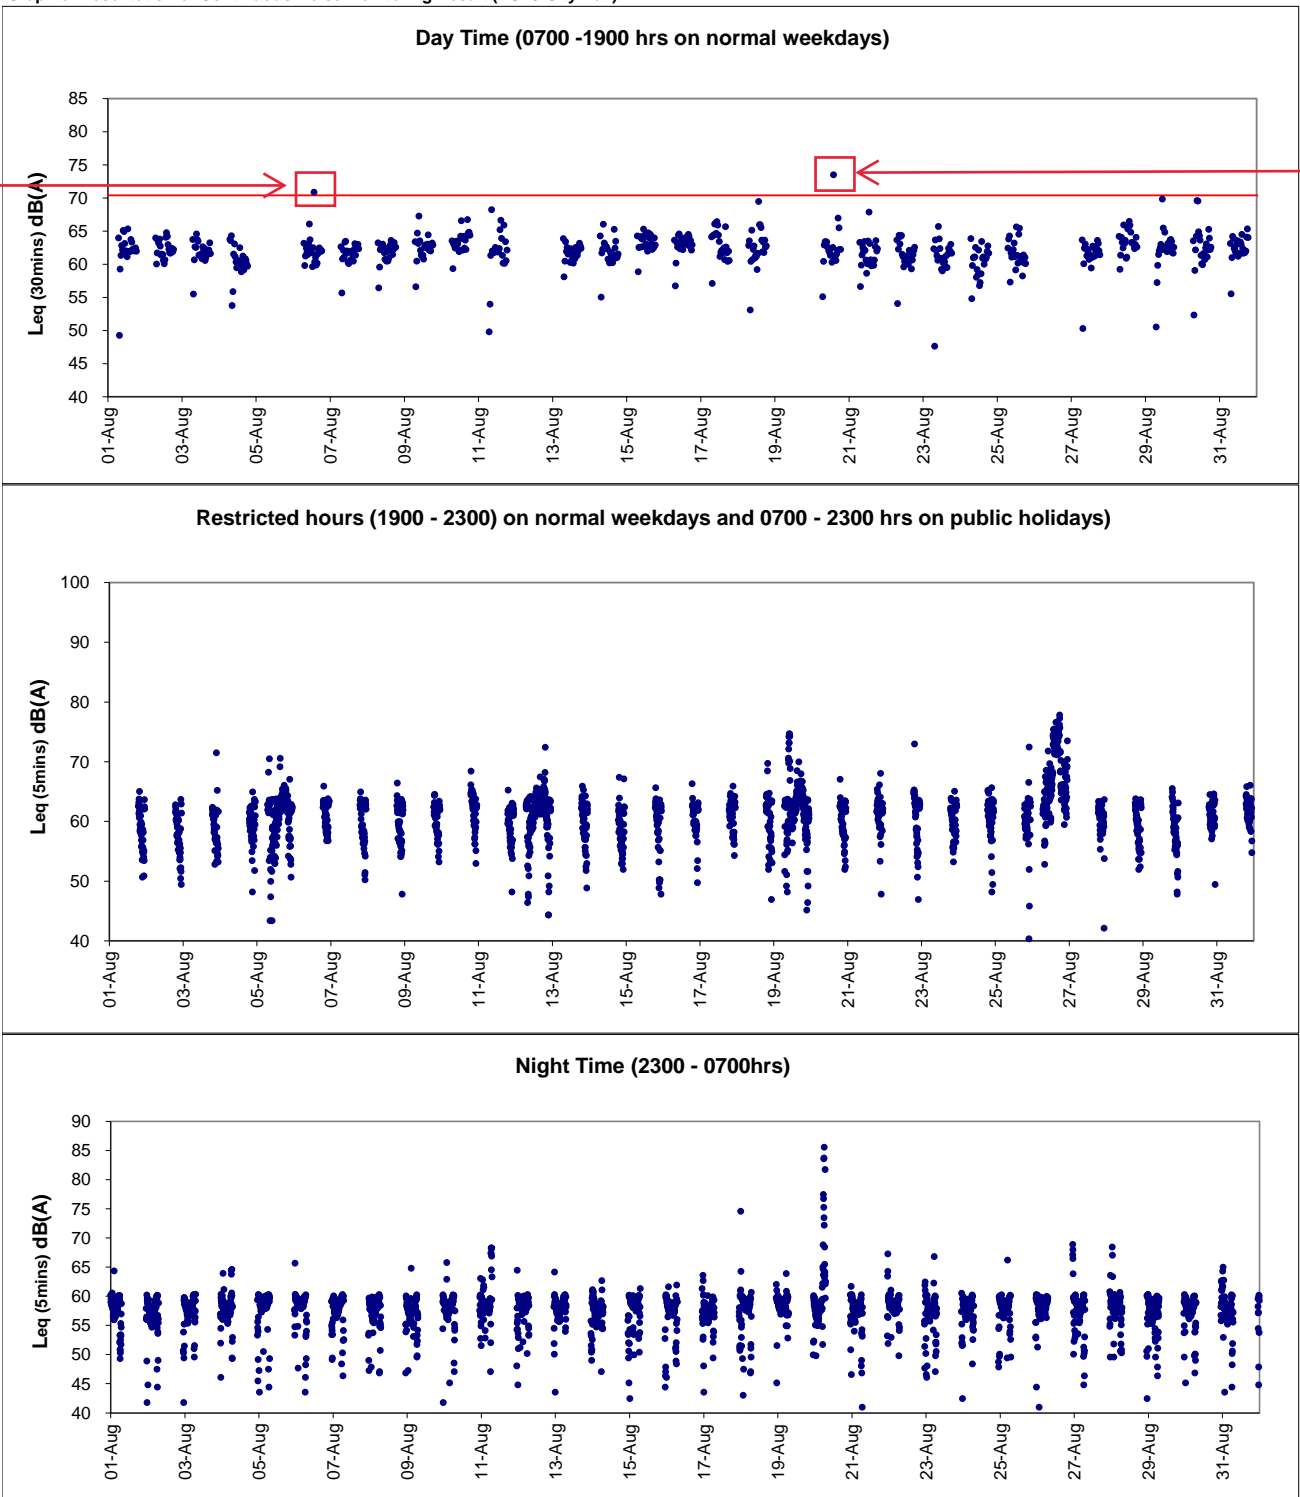 Day Time (0700 -1900 hrs on normal weekdays)
Leq (30mins) dB(A)
85
80
75
70
65
60
55
50
45
40
01-Aug
03-Aug
05-Aug
07-Aug
09-Aug
11-Aug
13-Aug
15-Aug
17-Aug
19-Aug
21-Aug
23-Aug
25-Aug
27-Aug
29-Aug
31-Aug
Restricted hours (1900 - 2300) on normal weekdays and 0700 - 2300 hrs on public holidays)
Leq (5mins) dB(A)
100
90
80
70
60
50
40
01-Aug
03-Aug
05-Aug
07-Aug
09-Aug
11-Aug
13-Aug
15-Aug
17-Aug
19-Aug
21-Aug
23-Aug
25-Aug
27-Aug
29-Aug
31-Aug
Night Time (2300 - 0700hrs)
Leq (5mins) dB(A)
90
85
80
75
70
65
60
55
50
45
40
01-Aug
03-Aug
05-Aug
07-Aug
09-Aug
11-Aug
13-Aug
15-Aug
17-Aug
19-Aug
21-Aug
23-Aug
25-Aug
27-Aug
29-Aug
31-Aug